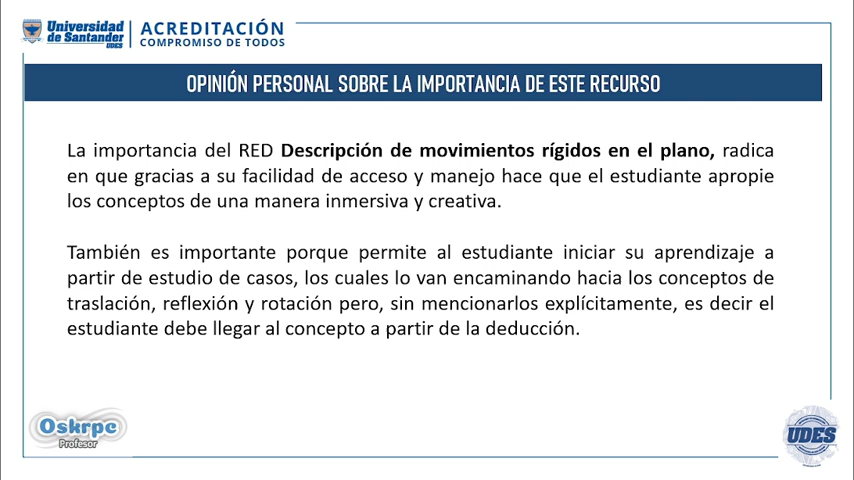 Universidad
de Santander
UDES
ACREDITACIÓN
COMPROMISO DE TODOS
OPINIÓN PERSONAL SOBRE LA IMPORTANCIA DE ESTE RECURSO
La importancia del RED Descripción de movimientos rígidos en el plano, radica
en que gracias a su facilidad de acceso y manejo hace que el estudiante apropie
los conceptos de una manera inmersiva y creativa.
También es importante porque permite al estudiante iniciar su aprendizaje a
partir de estudio de casos, los cuales lo van encaminando hacia los conceptos de
traslación, reflexión y rotación pero, sin mencionarlos explícitamente, es decir el
estudiante debe llegar al concepto a partir de la deducción.
Oskrpc
Profesor
UDES